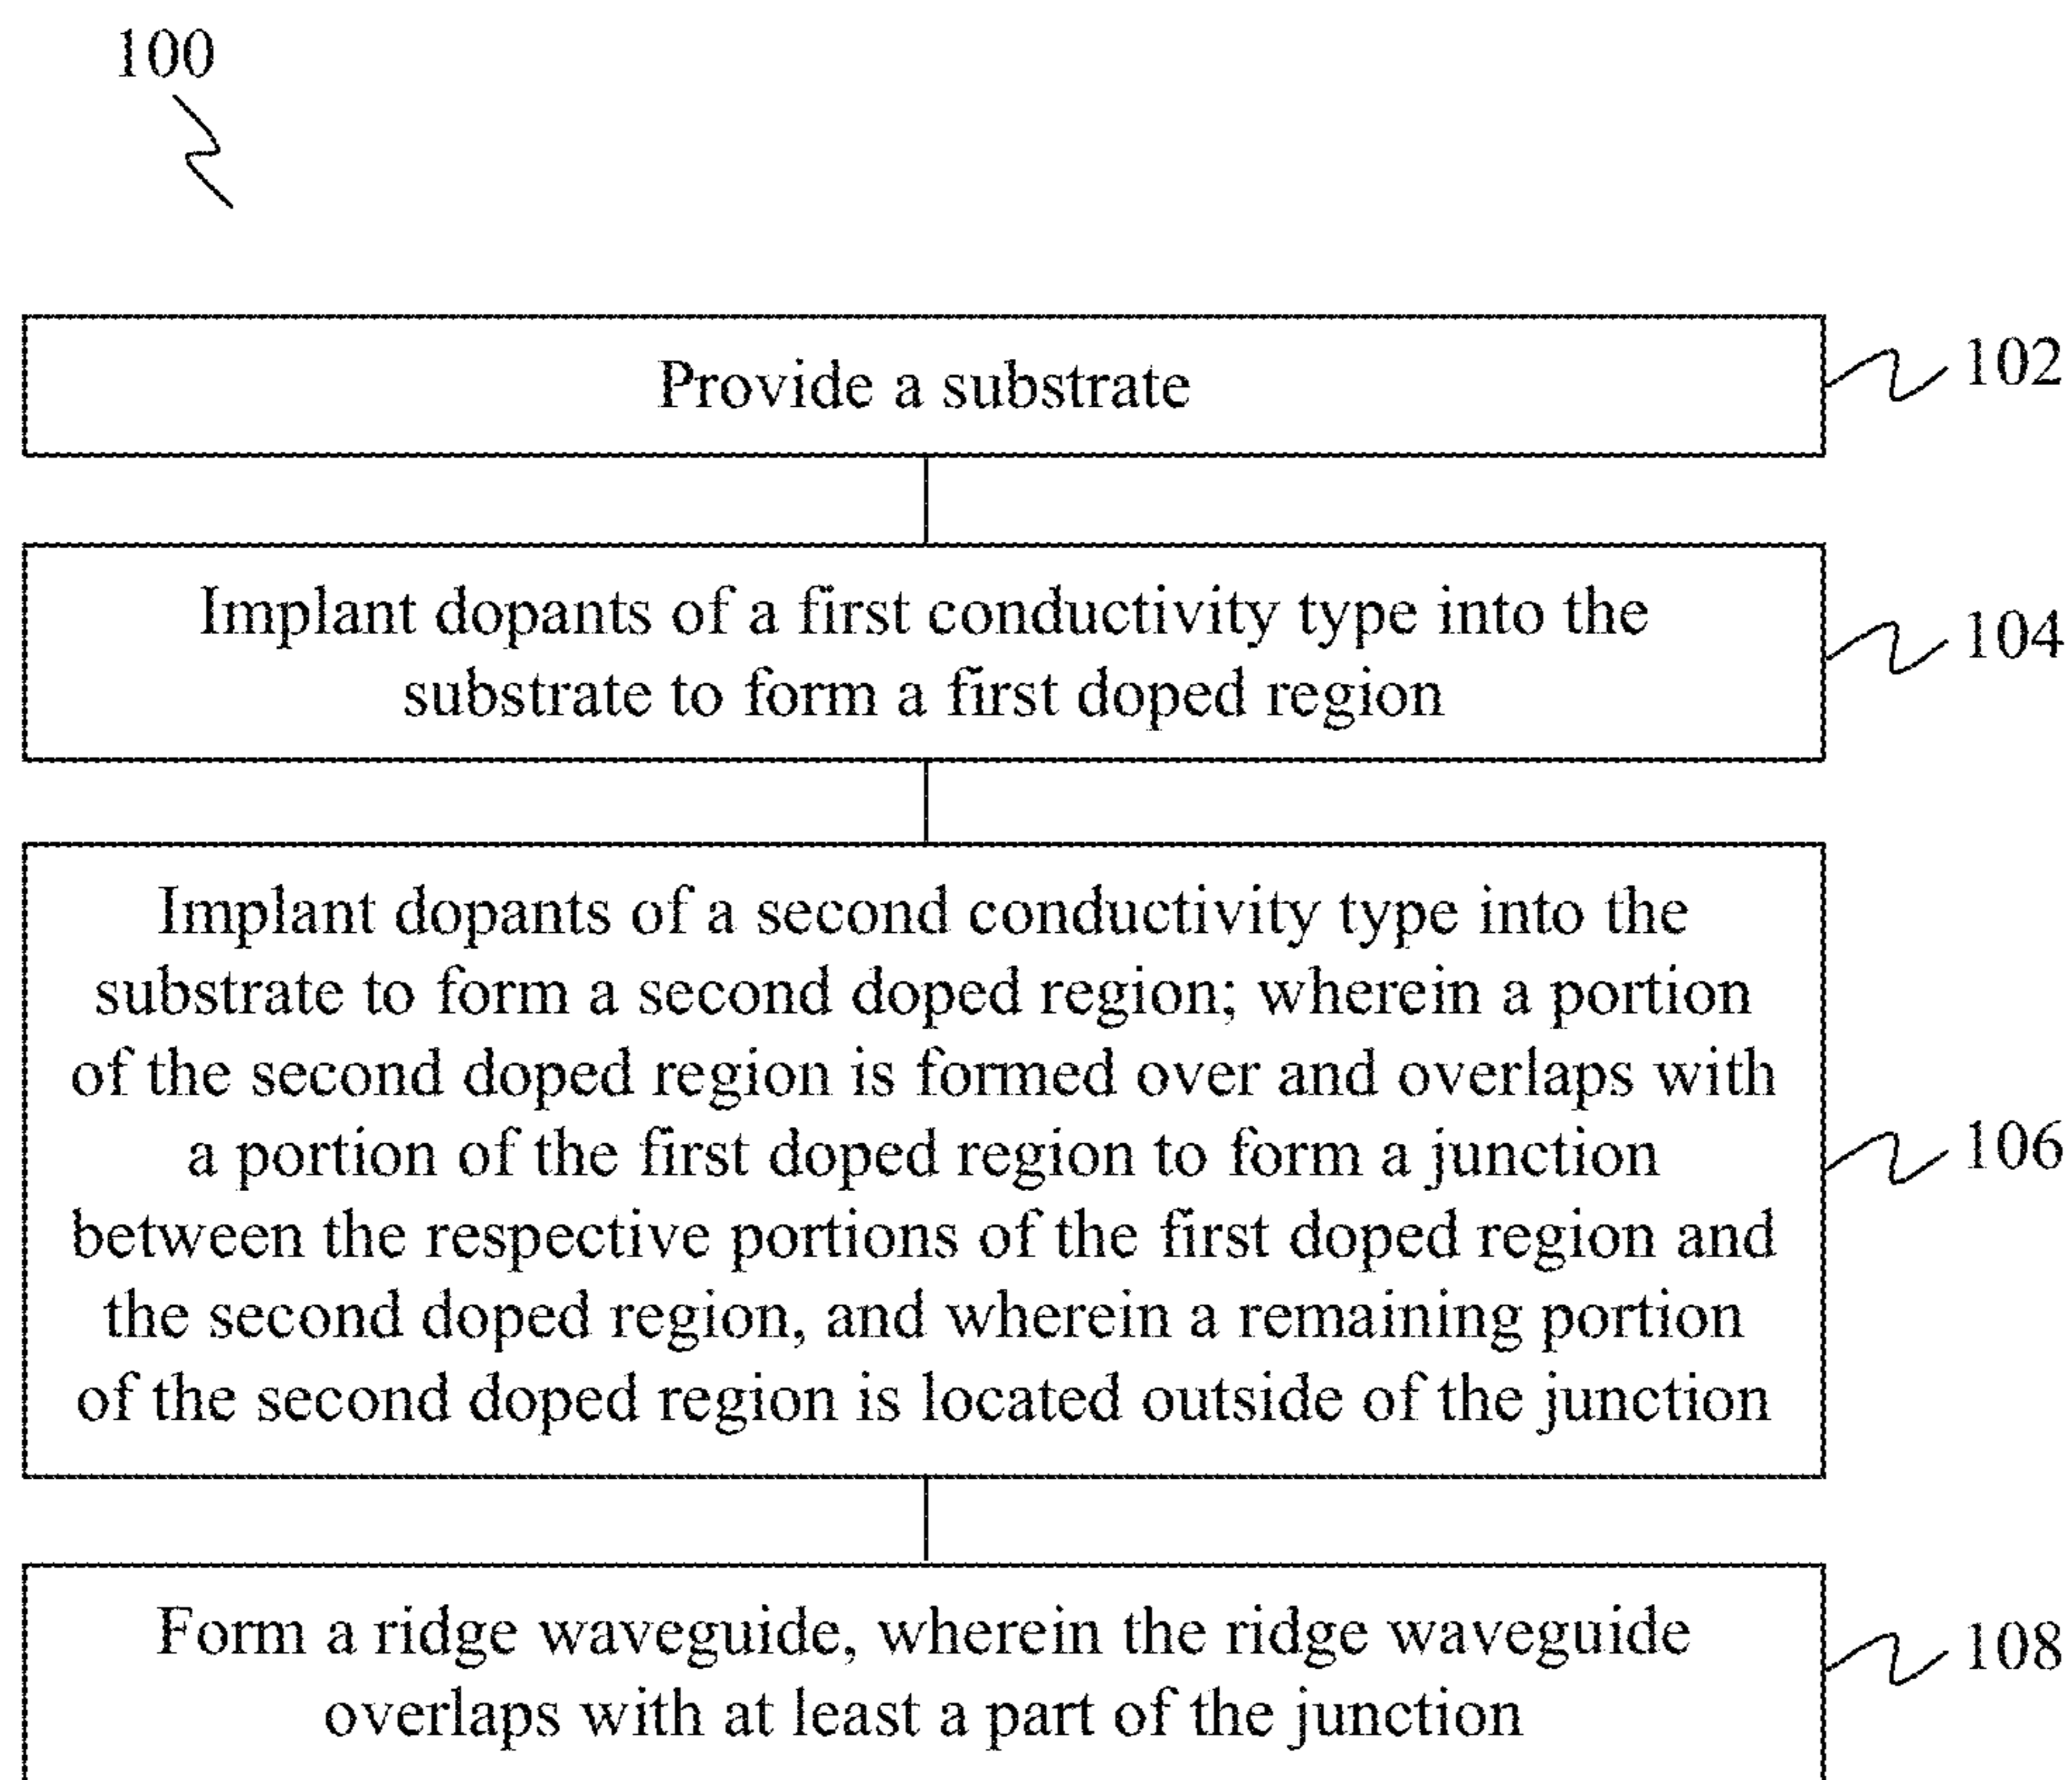 100
Provide a substrate
102
Implant dopants of a first conductivity type into the
substrate to form a first doped region
104
Implant dopants of a second conductivity type into the
substrate to form a second doped region; wherein a portion
of the second doped region is formed over and overlaps with
a portion of the first doped region to form a junction
between the respective portions of the first doped region and
the second doped region, and wherein a remaining portion
of the second doped region is located outside of the junction
106
Form a ridge waveguide, wherein the ridge waveguide
overlaps with at least a part of the junction
108